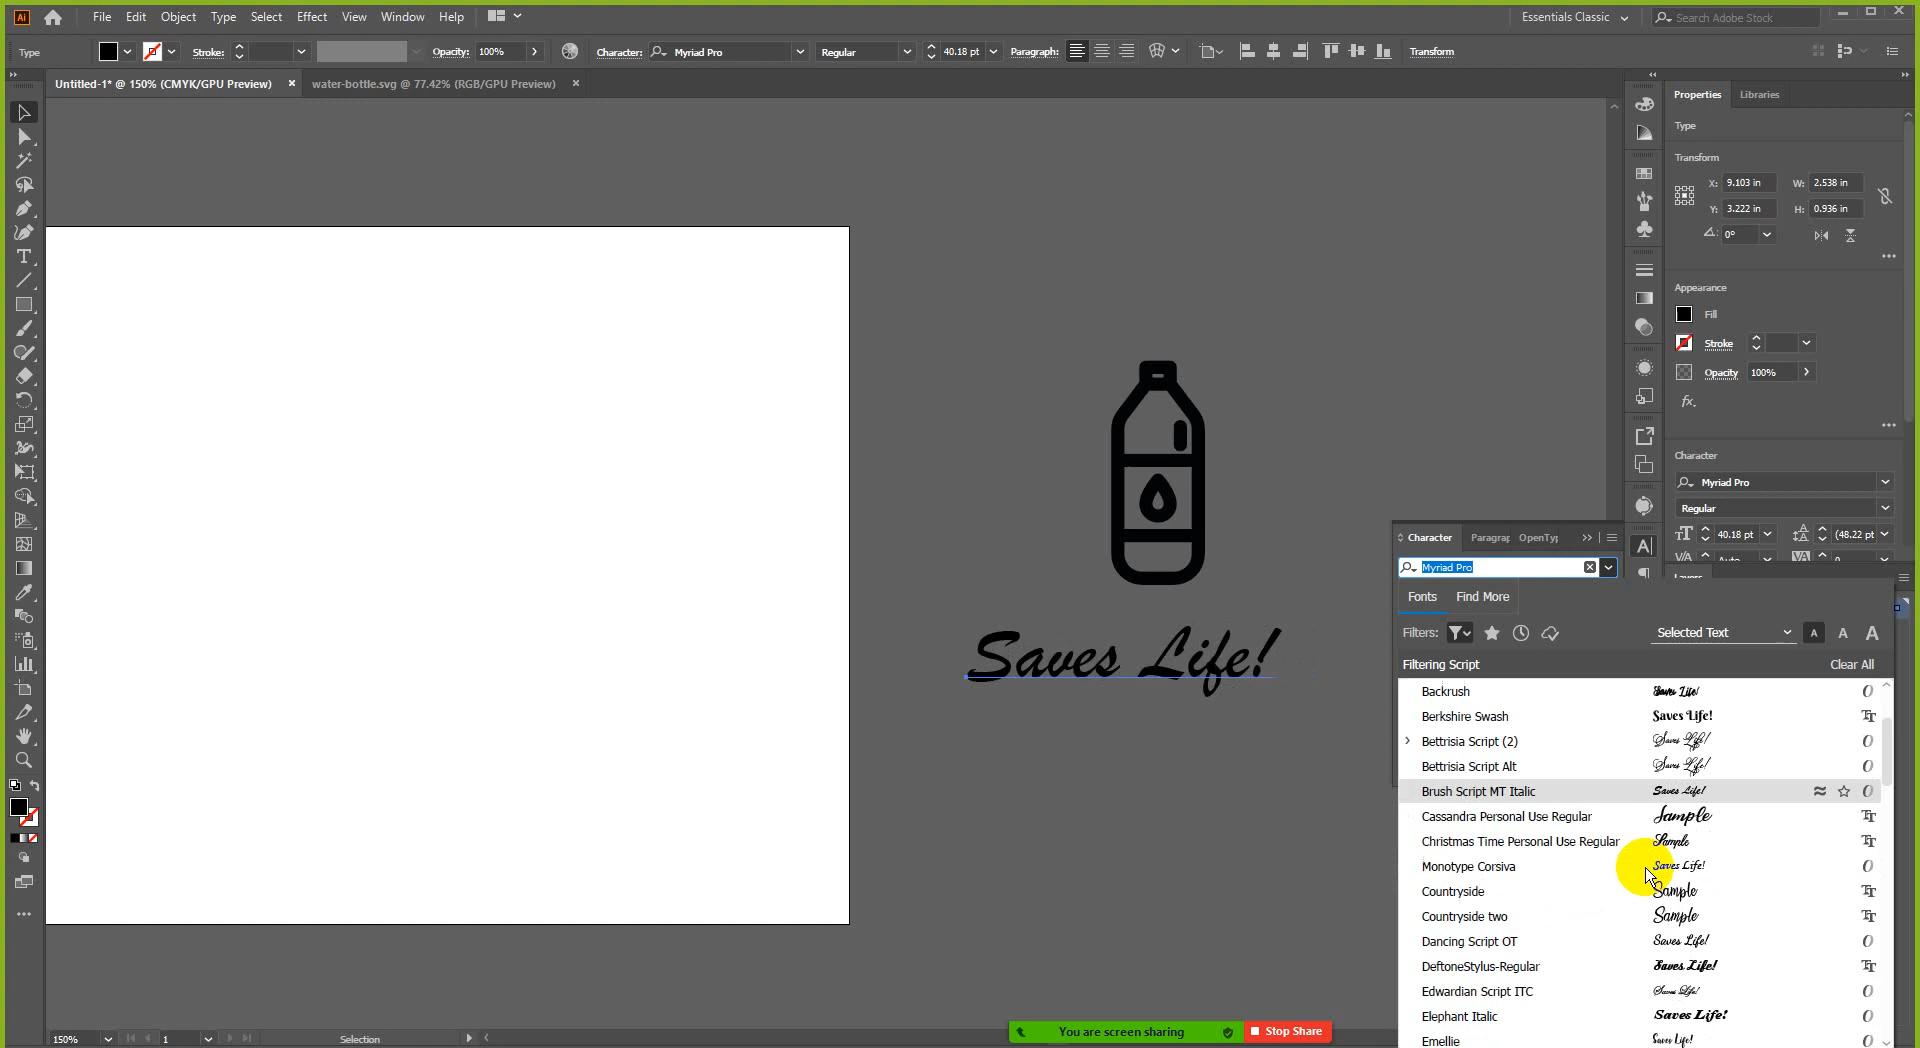 Ai File Edit Object Type Select Effect View Window Help Essentials Classic Search Adobe Stock
Type Stroke: Opacity: 100% Character: Myriad Pro Regular 40.18 pt Paragraph: Transform
Untitled-1* @ 150% (CMYK/GPU Preview) × water-bottle.svg @ 77.42% (RGB/GPU Preview) ×
Properties Libraries
Type
Transform
X: 9.103 in W: 2.538 in
Y: 3.222 in H: 0.936 in
0°
Appearance
Fill
Stroke
Opacity 100%
fx.
Character
Myriad Pro
Regular
40.18 pt (48.22 pt
Auto 0
Layers
Saves Life!
Character Paragrap OpenTy
Myriad Pro
Fonts Find More
Filters: Selected Text A A A
Filtering Script Clear All
Backrush Saves Life!
Berkshire Swash Saves Life!
Bettrisia Script (2) Saves Life!
Bettrisia Script Alt Saves Life!
Brush Script MT Italic Saves Life!
Cassandra Personal Use Regular Sample
Christmas Time Personal Use Regular Sample
Monotype Corsiva Saves Life!
Countryside Sample
Countryside two Sample
Dancing Script OT Saves Life!
DeftoneStylus-Regular Saves Life!
Edwardian Script ITC Saves Life!
Elephant Italic Saves Life!
Emellie Saves Life!
You are screen sharing Stop Share
150% 1 Selection